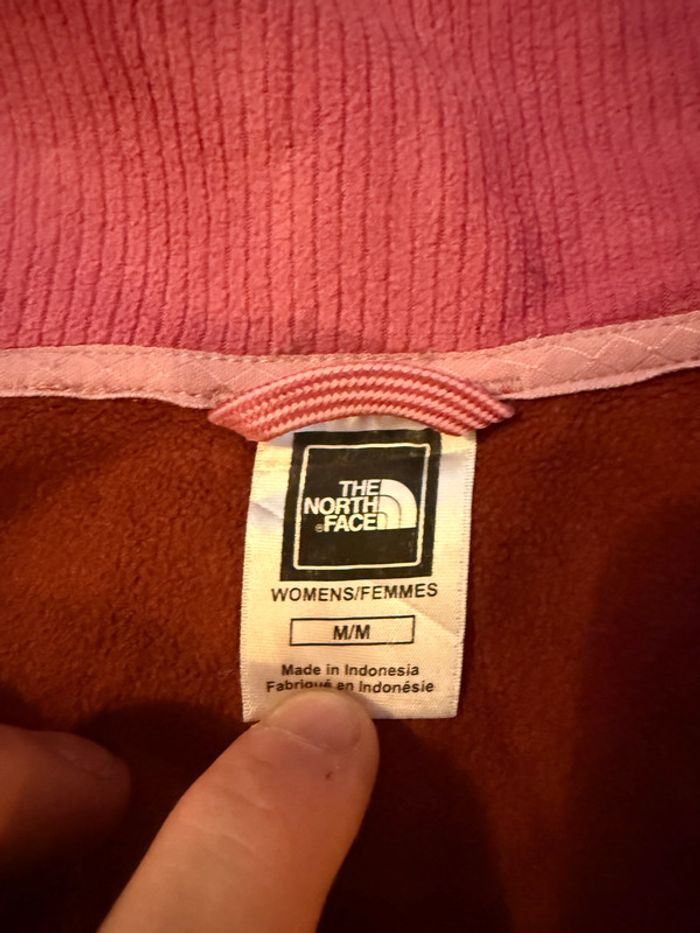 THE
NORTH
®FACE
WOMENS/FEMMES
M/M
Made in Indonesia
Fabriqué en Indonésie